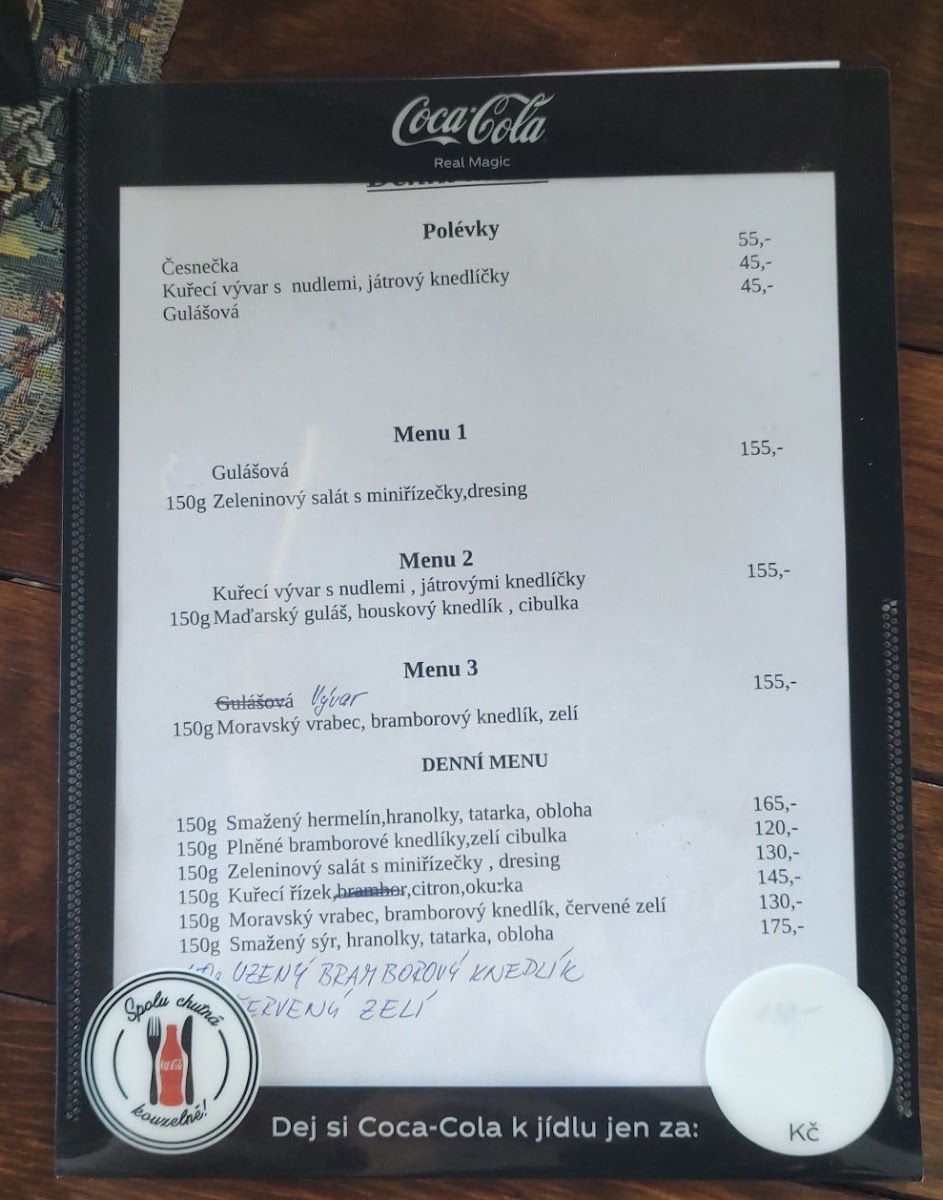 Coca-Cola
Real Magic
Polévky
Česnečka 55,-
Kuřecí vývar s nudlemi, játrový knedlíčky 45,-
Gulášová 45,-
Menu 1
Gulášová 155,-
150g Zeleninový salát s miniřízečky,dresing
Menu 2
Kuřecí vývar s nudlemi , játrovými knedlíčky 155,-
150g Maďarský guláš, houskový knedlík , cibulka
Menu 3
Gulášová Vývar 155,-
150g Moravský vrabec, bramborový knedlík, zelí
DENNÍ MENU
150g Smažený hermelín,hranolky, tatarka, obloha 165,-
150g Plněné bramborové knedlíky,zelí cibulka 120,-
150g Zeleninový salát s miniřízečky , dresing 130,-
150g Kuřecí řízek,brambor,citron,okurka 145,-
150g Moravský vrabec, bramborový knedlík, červené zelí 130,-
150g Smažený sýr, hranolky, tatarka, obloha 175,-
UZENÝ BRAMBOROVÝ KNEDLÍK
ČERVENÝ ZELÍ
Spolu chutná
Coca-Cola
kouzelně!
Dej si Coca-Cola k jídlu jen za: Kč